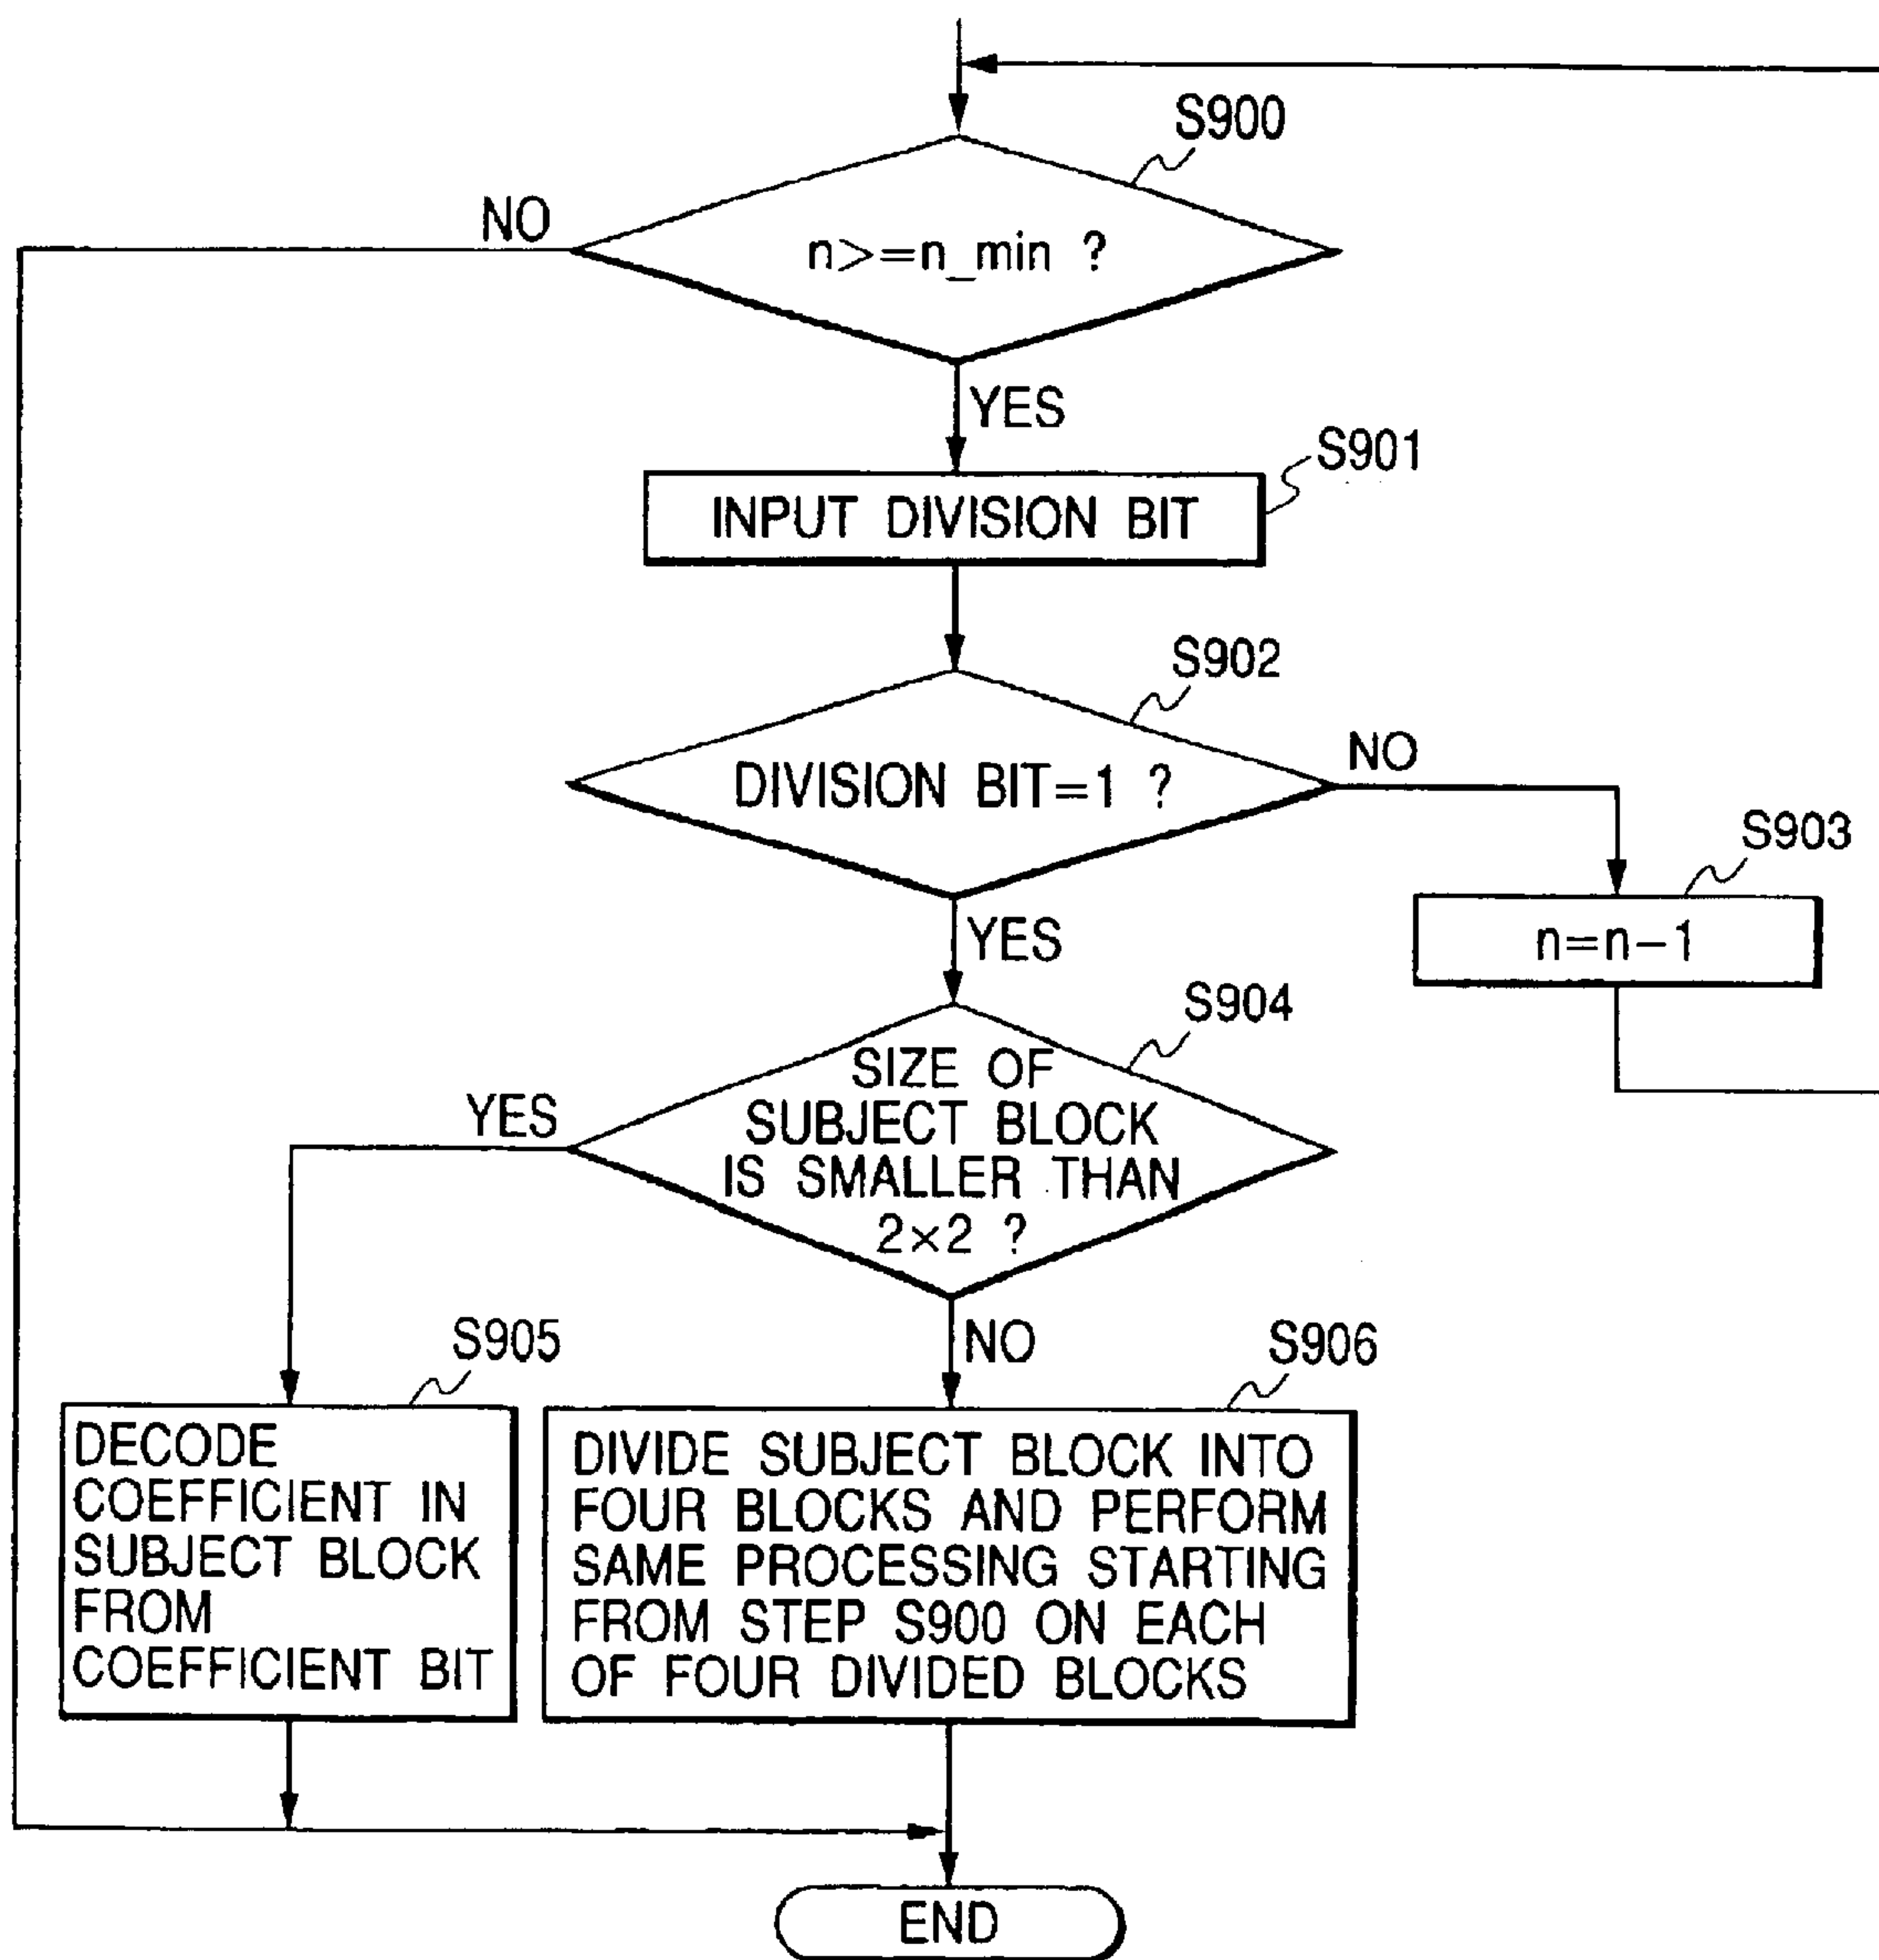 S900
NO
n>=n_min ?
YES
S901
INPUT DIVISION BIT
S902
NO
DIVISION BIT=1 ?
S903
YES
n=n-1
S904
SIZE OF
SUBJECT BLOCK
IS SMALLER THAN
2×2 ?
YES
NO
S905
DECODE
COEFFICIENT IN
SUBJECT BLOCK
FROM
COEFFICIENT BIT
S906
DIVIDE SUBJECT BLOCK INTO
FOUR BLOCKS AND PERFORM
SAME PROCESSING STARTING
FROM STEP S900 ON EACH
OF FOUR DIVIDED BLOCKS
END